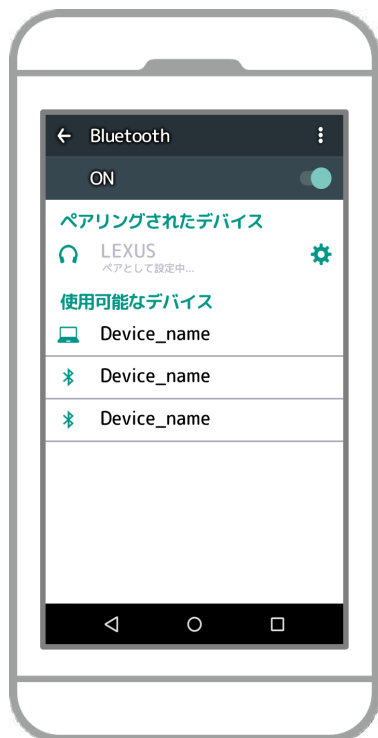 Bluetooth
ON
ペアリングされたデバイス
LEXUS
ペアとして設定中...
使用可能なデバイス
Device_name
Device_name
Device_name